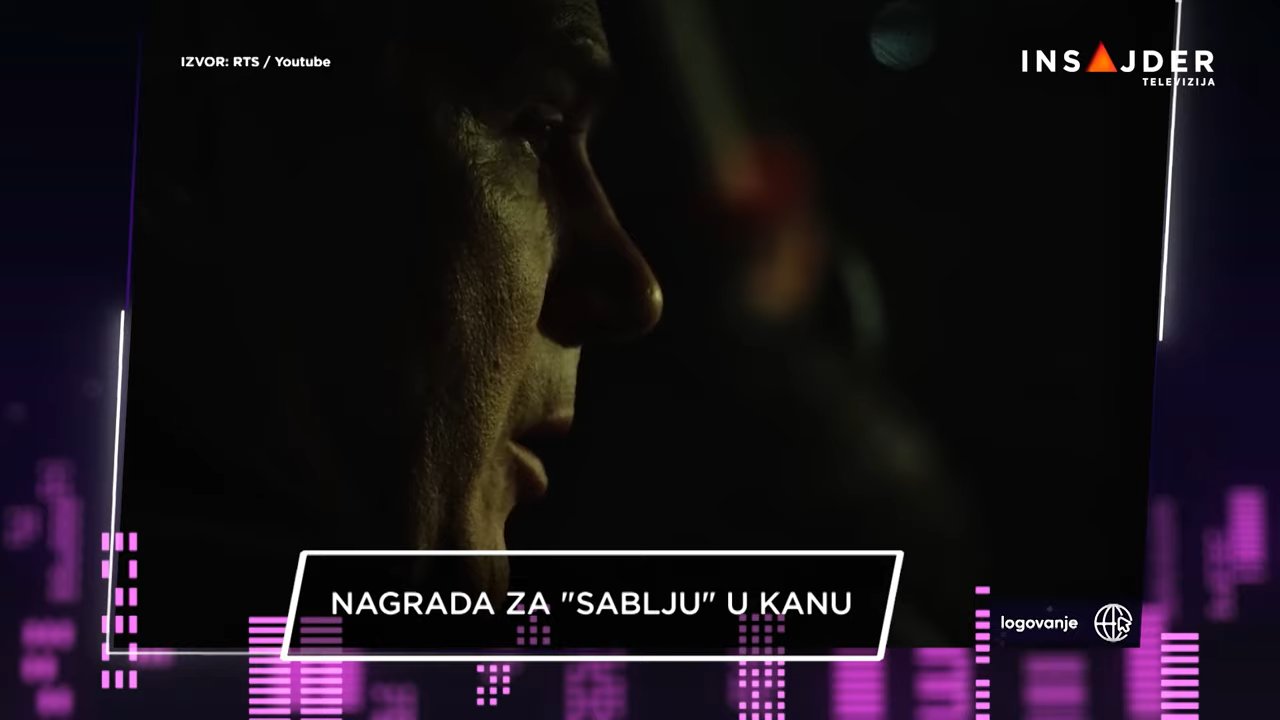 IZVOR: RTS / Youtube
INSAJDER
TELEVIZIJA
NAGRADA ZA "SABLJU" U KANU
logovanje